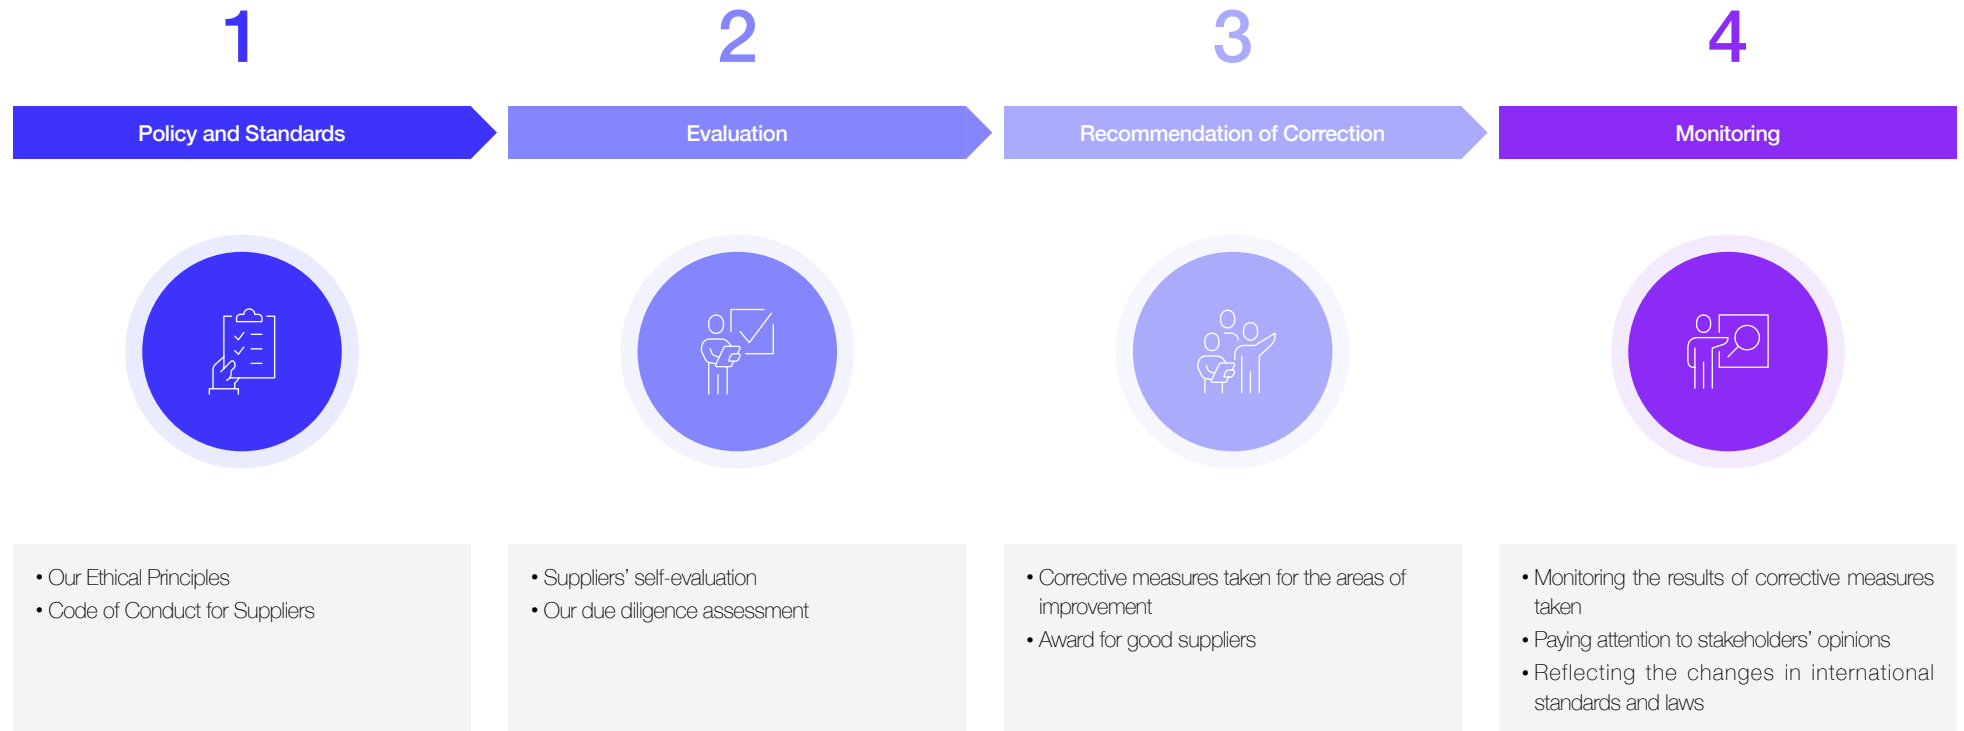 1
Policy and Standards
• Our Ethical Principles
• Code of Conduct for Suppliers
2
Evaluation
• Suppliers’ self-evaluation
• Our due diligence assessment
3
Recommendation of Correction
• Corrective measures taken for the areas of
improvement
• Award for good suppliers
4
Monitoring
• Monitoring the results of corrective measures
taken
• Paying attention to stakeholders’ opinions
• Reflecting the changes in international
standards and laws